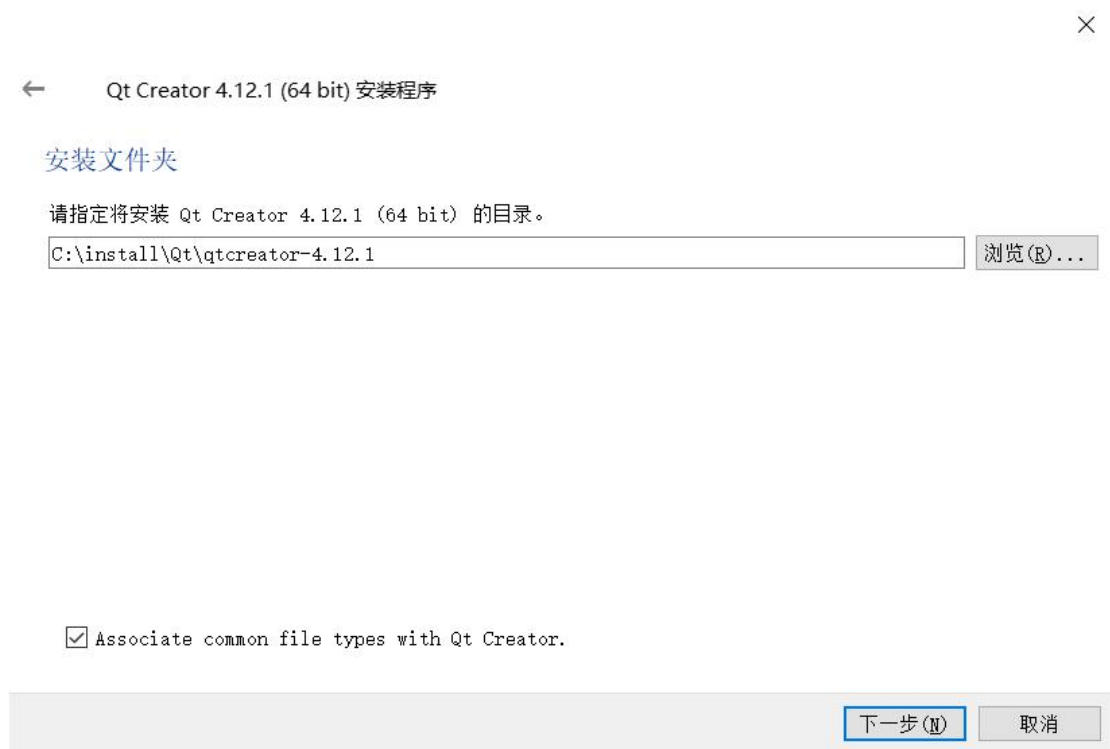 Qt Creator 4.12.1 (64 bit) 安装程序
安装文件夹
请指定将安装 Qt Creator 4.12.1 (64 bit) 的目录。
C:\install\Qt\qtcreator-4.12.1
浏览(R)...
Associate common file types with Qt Creator.
下一步(N)
取消